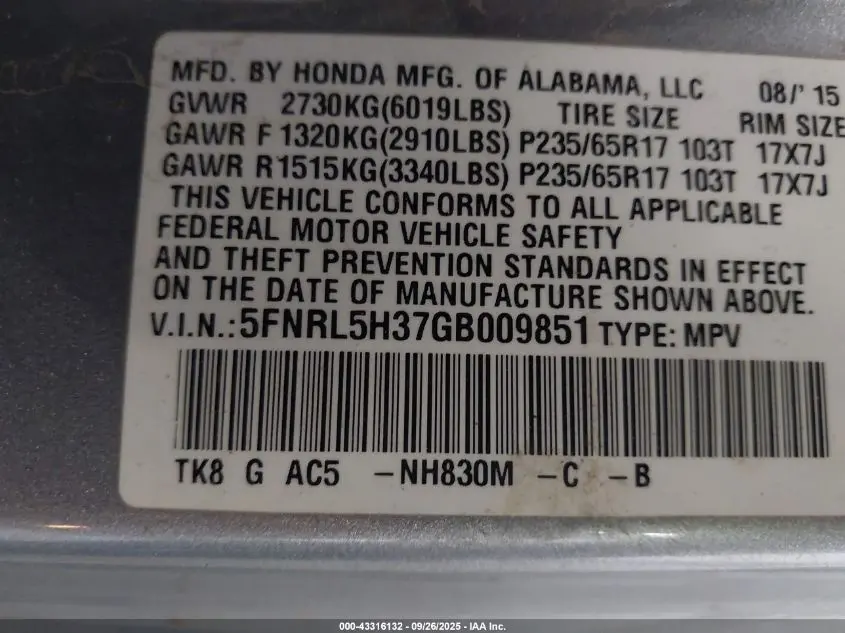 MFD. BY HONDA MFG. OF ALABAMA, LLC 08/' 15
GVWR 2730KG(6019LBS) TIRE SIZE RIM SIZE
GAWR F 1320KG(2910LBS) P235/65R17 103T 17X7J
GAWR R 1515KG(3340LBS) P235/65R17 103T 17X7J
THIS VEHICLE CONFORMS TO ALL APPLICABLE
FEDERAL MOTOR VEHICLE SAFETY
AND THEFT PREVENTION STANDARDS IN EFFECT
ON THE DATE OF MANUFACTURE SHOWN ABOVE.
V.I.N.: 5FNRL5H37GB009851 TYPE: MPV
TK8 G AC5 -NH830M -C -B
000-43316132 - 09/26/2025 - IAA Inc.